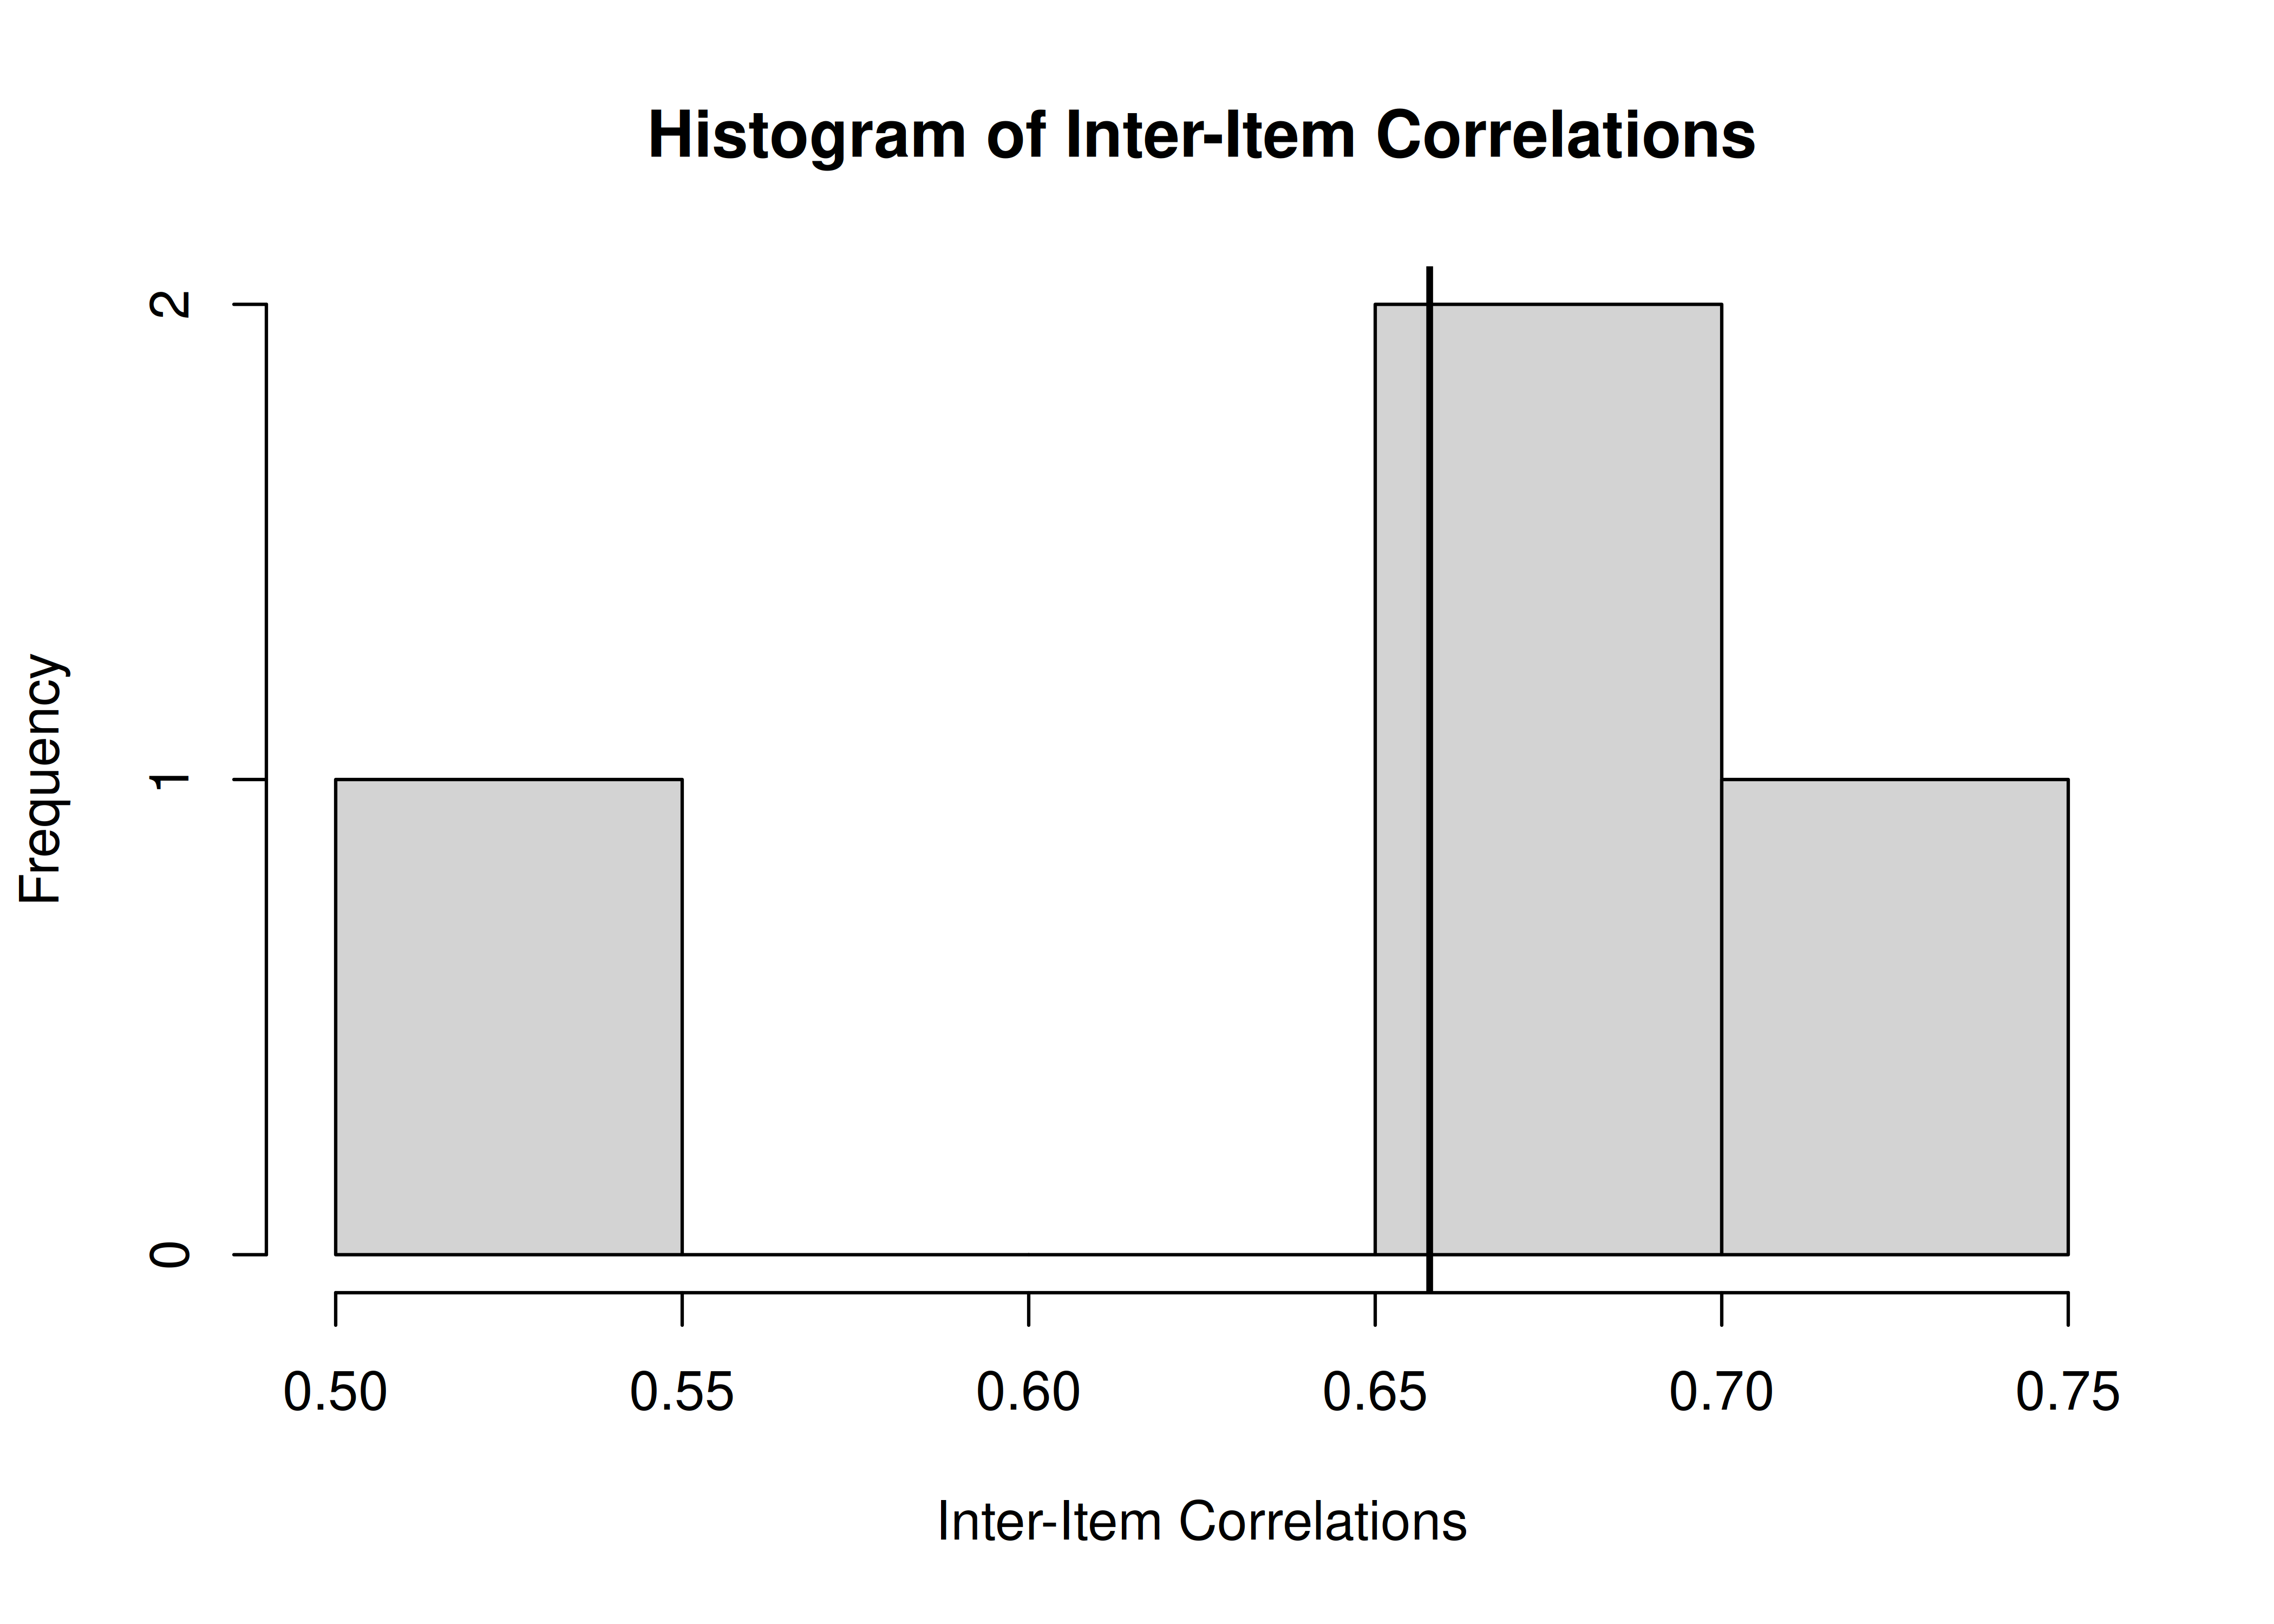 Histogram of Inter-Item Correlations
Frequency
2
1
0
0.50 0.55 0.60 0.65 0.70 0.75
Inter-Item Correlations